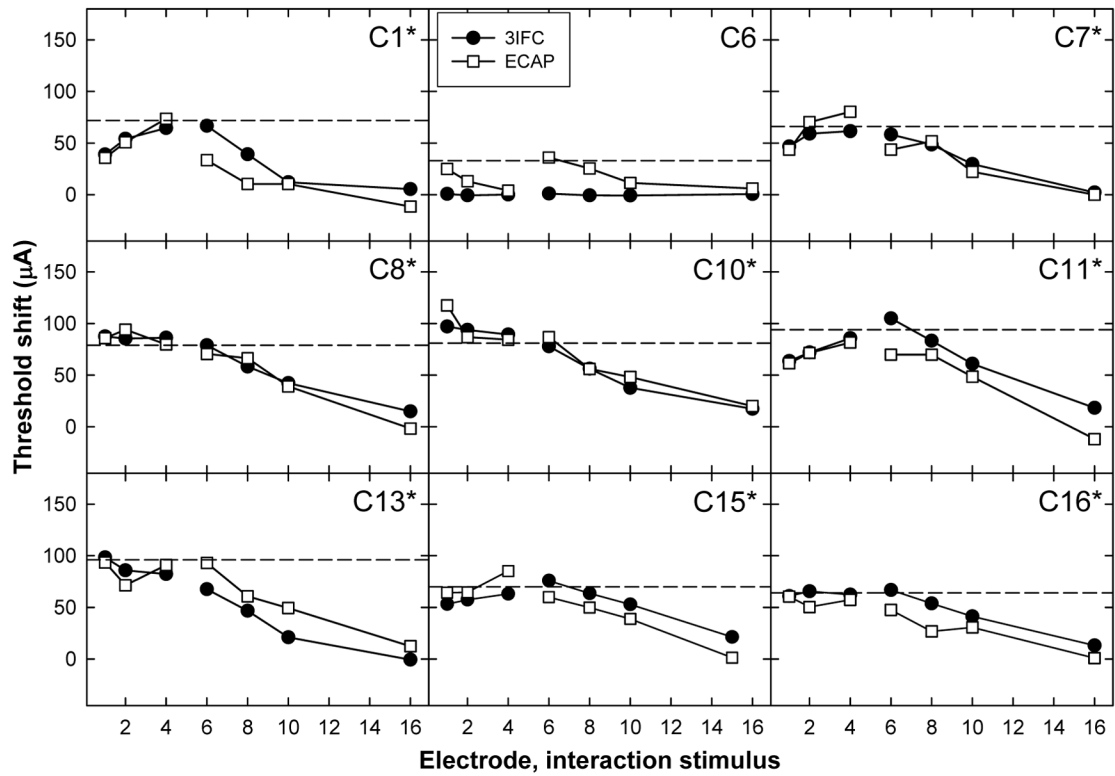 C1*
C6
C7*
3IFC
ECAP
150
100
50
0
C8*
C10*
C11*
150
100
50
0
C13*
C15*
C16*
150
100
50
0
2 4 6 8 10 12 14 16
2 4 6 8 10 12 14 16
2 4 6 8 10 12 14 16
Threshold shift (µA)
Electrode, interaction stimulus